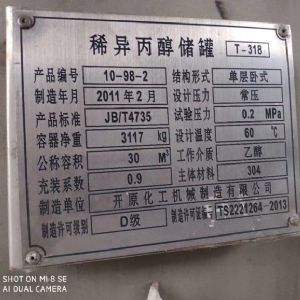 稀异丙醇储罐 T-318
产品编号 10-98-2 结构形式 单层卧式
制造年月 2011年2月 设计压力 常压
产品标准 JB/T4735 试验压力 0.2 MPa
容器净重 3117 kg 设计温度 60 ℃
公称容积 30 M³ 工作介质 乙醇
充装系数 0.9 主体材料 304
制造单位 开原化工机械制造有限公司
制造许可级别 D级 制造许可证编号 TS2221264-2013
SHOT ON MI 8 SE
AI DUAL CAMERA